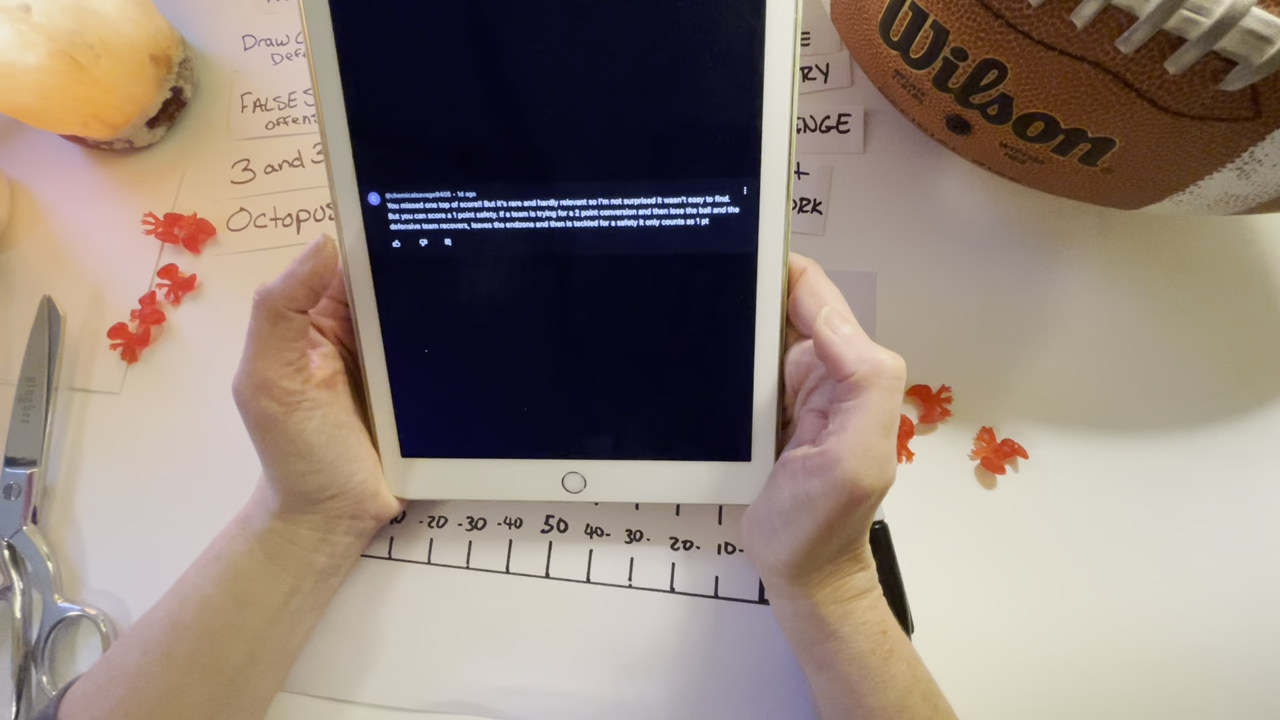 Draw
Defe
FALSE S
offen
3 and 3
Octopus
@chemicalsavage9405 • 1d ago
You missed one top of score!! But it's rare and hardly relevant so I'm not surprised it wasn't easy to find.
But you can score a 1 point safety. If a team is trying for a 2 point conversion and then lose the ball and the
defensive team recovers, leaves the endzone and then is tackled for a safety it only counts as 1 pt
E
RY
ENGE
+
ORK
Wilson
-20 -30 -40 50 40- 30- 20- 10-